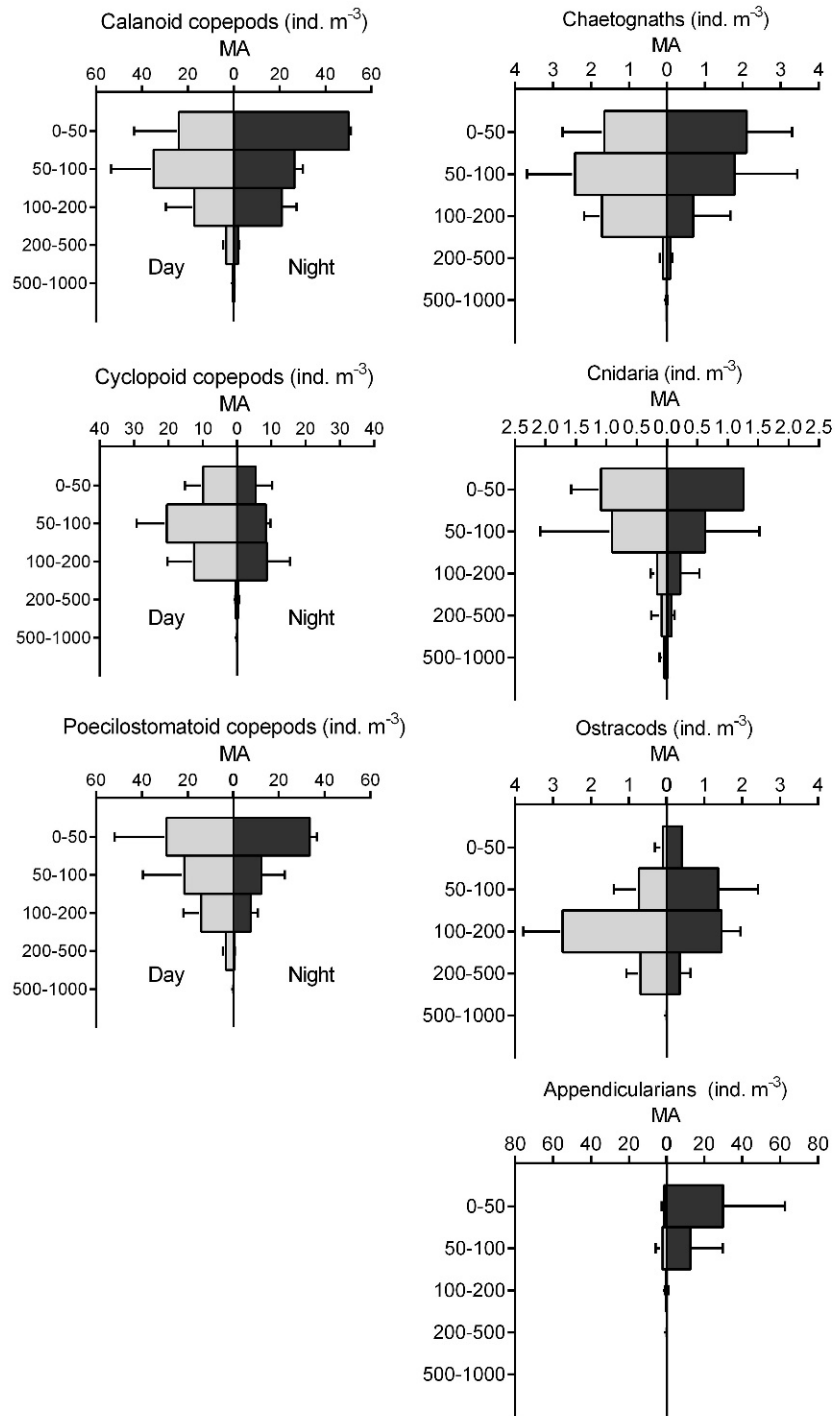 Calanoid copepods (ind. m⁻³)
MA
60 40 20 0 20 40 60
0-50
50-100
100-200
200-500
500-1000
Day Night
Cyclopoid copepods (ind. m⁻³)
MA
40 30 20 10 0 10 20 30 40
0-50
50-100
100-200
200-500
500-1000
Day Night
Poecilostomatoid copepods (ind. m⁻³)
MA
60 40 20 0 20 40 60
0-50
50-100
100-200
200-500
500-1000
Day Night
Chaetognaths (ind. m⁻³)
MA
4 3 2 1 0 1 2 3 4
0-50
50-100
100-200
200-500
500-1000
Cnidaria (ind. m⁻³)
MA
2.5 2.0 1.5 1.0 0.5 0.0 0.5 1.0 1.5 2.0 2.5
0-50
50-100
100-200
200-500
500-1000
Ostracods (ind. m⁻³)
MA
4 3 2 1 0 1 2 3 4
0-50
50-100
100-200
200-500
500-1000
Appendicularians (ind. m⁻³)
MA
80 60 40 20 0 20 40 60 80
0-50
50-100
100-200
200-500
500-1000